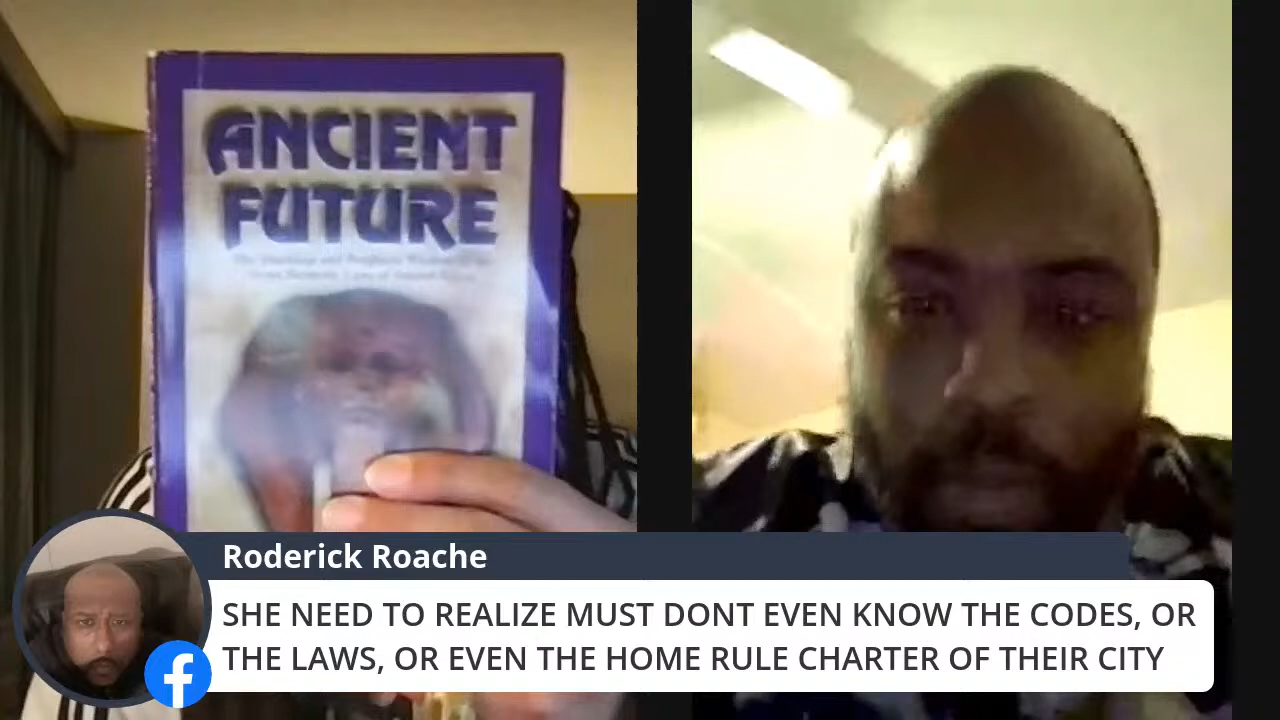 ANCIENT
FUTURE
Roderick Roache
SHE NEED TO REALIZE MUST DONT EVEN KNOW THE CODES, OR
THE LAWS, OR EVEN THE HOME RULE CHARTER OF THEIR CITY